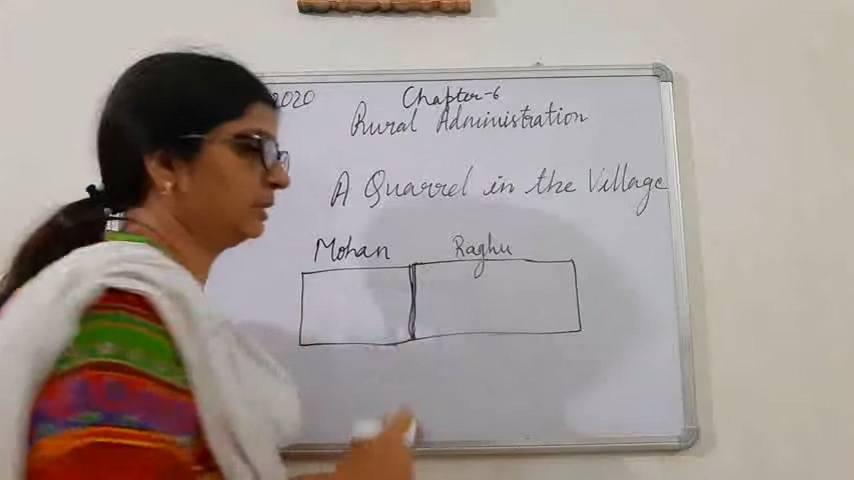 2020
Chapter-6
Rural Administration
A Quarrel in the Village
Mohan Raghu